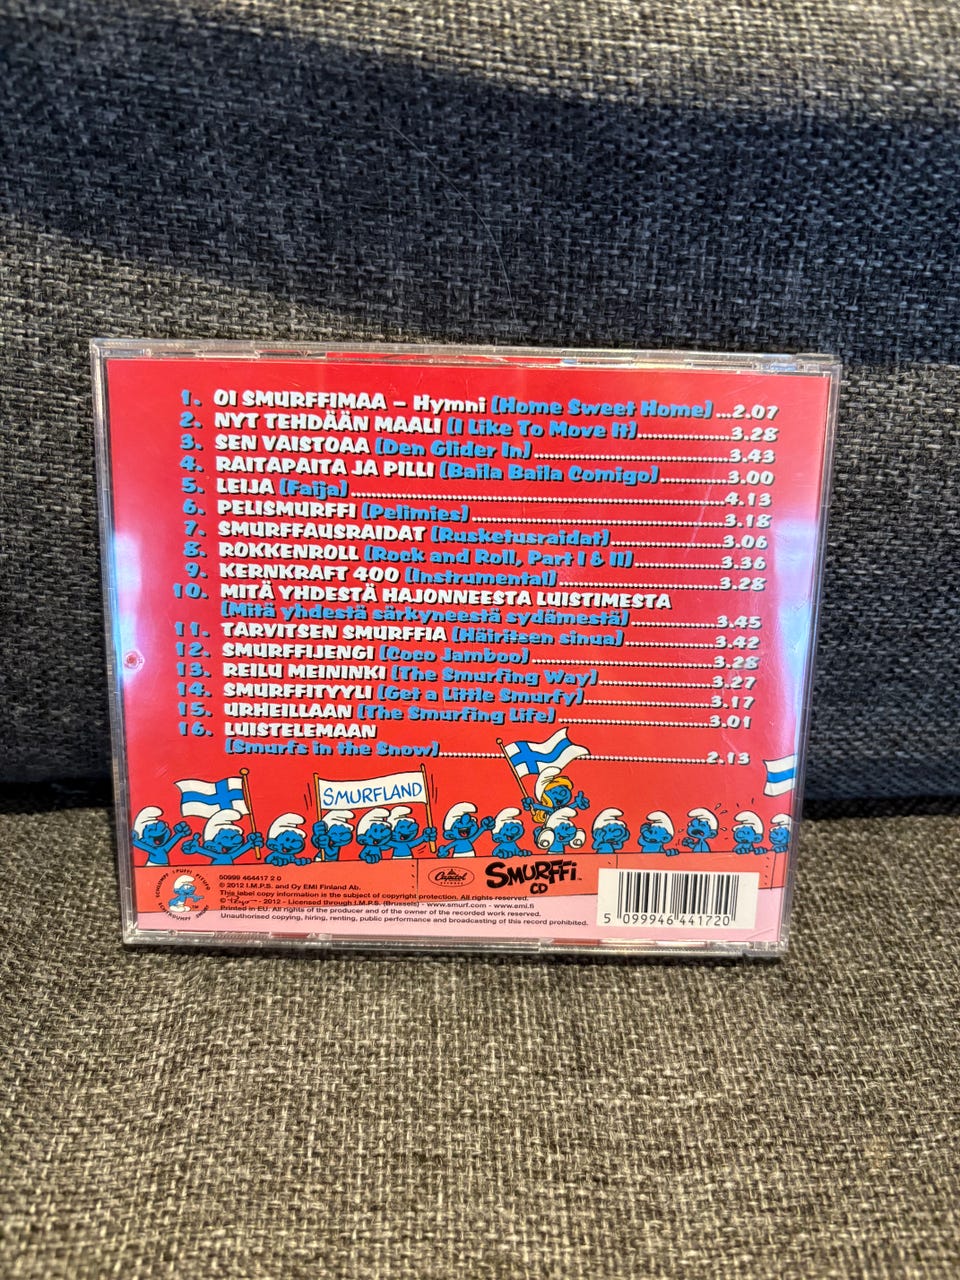 1. OI SMURFFIMAA – Hymni (Home Sweet Home) ...2.07
2. NYT TEHDÄÄN MAALI (I Like To Move It)...3.28
3. SEN VAISTOAA (Den Glider In)...3.43
4. RAITAPAITA JA PILLI (Baila Baila Comigo)...3.00
5. LEIJA (Faija)...4.13
6. PELISMURFFI (Pelimies)...3.18
7. SMURFFAUSRAIDAT (Rusketusraidat)...3.06
8. ROKKENROLL (Rock and Roll, Part I & II)...3.36
9. KERNKRAFT 400 (Instrumental)...3.28
10. MITÄ YHDESTÄ HAJONNEESTA LUISTIMESTA
(Mitä yhdestä särkyneestä sydämestä)...3.45
11. TARVITSEN SMURFFIA (Häiritsen sinua)...3.42
12. SMURFFIJENGI (Coco Jamboo)...3.28
13. REILU MEININKI (The Smurfing Way)...3.27
14. SMURFFITYYLI (Get a Little Smurfy)...3.17
15. URHEILLAAN (The Smurfing Life)...3.01
16. LUISTELEMAAN
(Smurfs in the Snow)...2.13
SMURFLAND
SCHLÜMPF I PUFFI PITUFO
SMURF
50999 464417 2 0
© 2012 I.M.P.S. and Oy EMI Finland Ab.
This label copy information is the subject of copyright protection. All rights reserved.
© Peyo - 2012 - Licensed through I.M.P.S. (Brussels) - www.smurf.com - www.emi.fi
Printed in EU. All rights of the producer and of the owner of the recorded work reserved.
Unauthorised copying, hiring, renting, public performance and broadcasting of this record prohibited.
Capitol
RECORDS
SMURFFi
CD
5 099946 441720